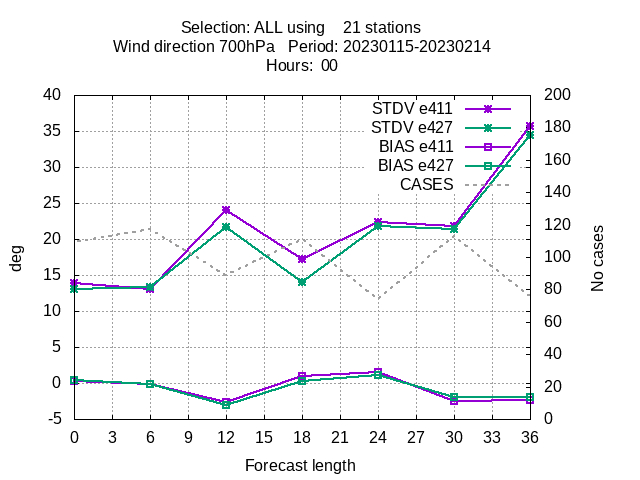 Selection: ALL using    21 stations
Wind direction 700hPa   Period: 20230115-20230214
Hours:  00
40 200
STDV e411
35 180
STDV e427
30 160
BIAS e411
BIAS e427
25 140
CASES
20 120
15 100
10 80
5 60
0 40
-5 20
0
deg
No cases
0 3 6 9 12 15 18 21 24 27 30 33 36
Forecast length